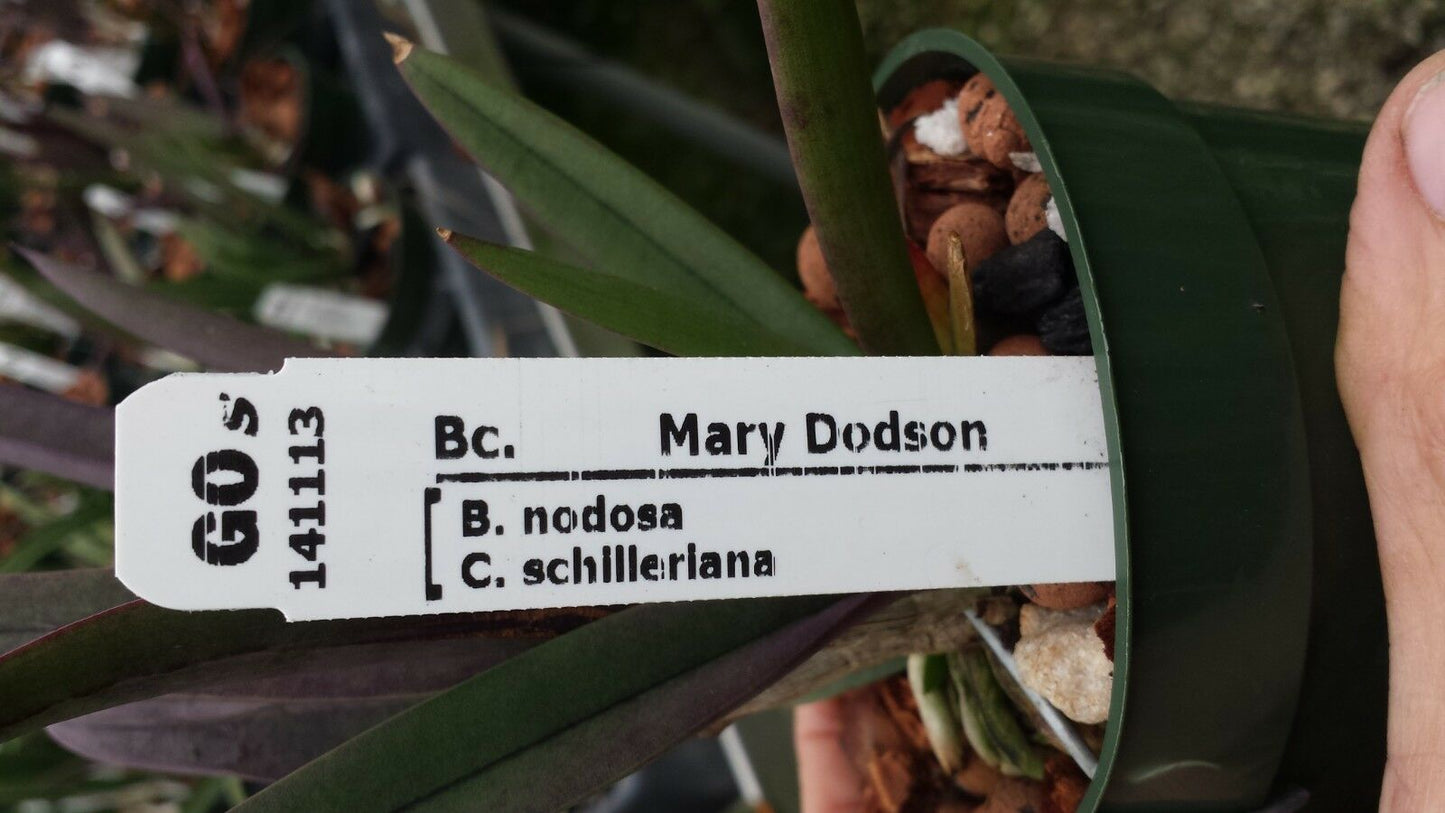 GO s
141113
Bc. Mary Dodson
B. nodosa
C. schilleriana